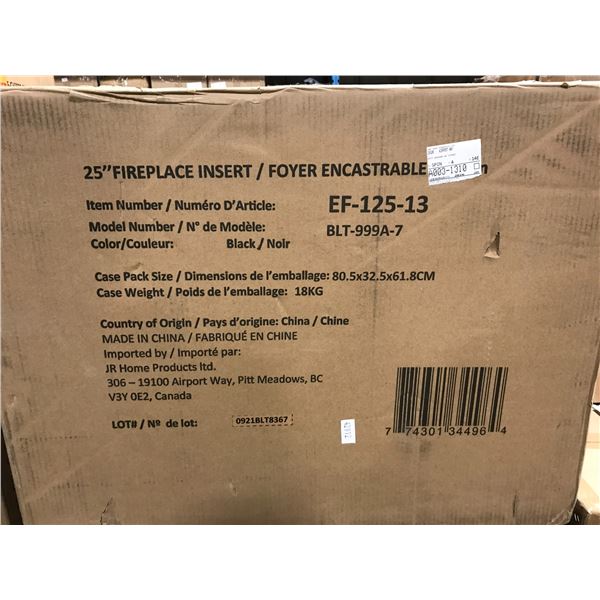 25”FIREPLACE INSERT / FOYER ENCASTRABLE
A003-1310
Item Number / Numéro D'Article: EF-125-13
Model Number / N° de Modèle: BLT-999A-7
Color/Couleur: Black / Noir
Case Pack Size / Dimensions de l'emballage: 80.5x32.5x61.8CM
Case Weight / Poids de l'emballage: 18KG
Country of Origin / Pays d'origine: China / Chine
MADE IN CHINA / FABRIQUÉ EN CHINE
Imported by / Importé par:
JR Home Products ltd.
306 – 19100 Airport Way, Pitt Meadows, BC
V3Y 0E2, Canada
LOT# / Nº de lot: 0921BLT8367
7 74301 34496 4